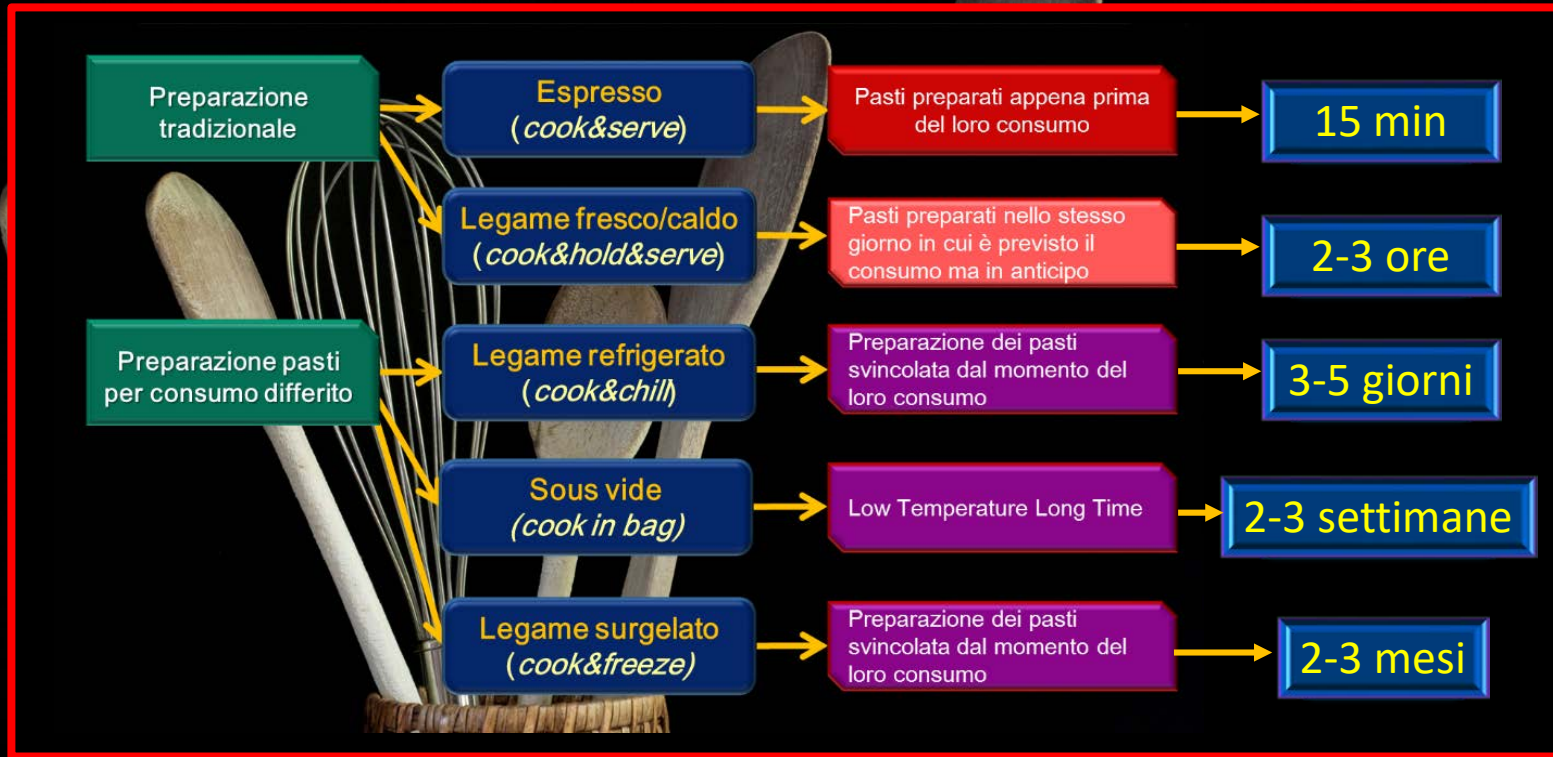 Preparazione
tradizionale
Espresso
(cook&serve)
Pasti preparati appena prima
del loro consumo
15 min
Legame fresco/caldo
(cook&hold&serve)
Pasti preparati nello stesso
giorno in cui è previsto il
consumo ma in anticipo
2-3 ore
Preparazione pasti
per consumo differito
Legame refrigerato
(cook&chill)
Preparazione dei pasti
svincolata dal momento del
loro consumo
3-5 giorni
Sous vide
(cook in bag)
Low Temperature Long Time
2-3 settimane
Legame surgelato
(cook&freeze)
Preparazione dei pasti
svincolata dal momento del
loro consumo
2-3 mesi